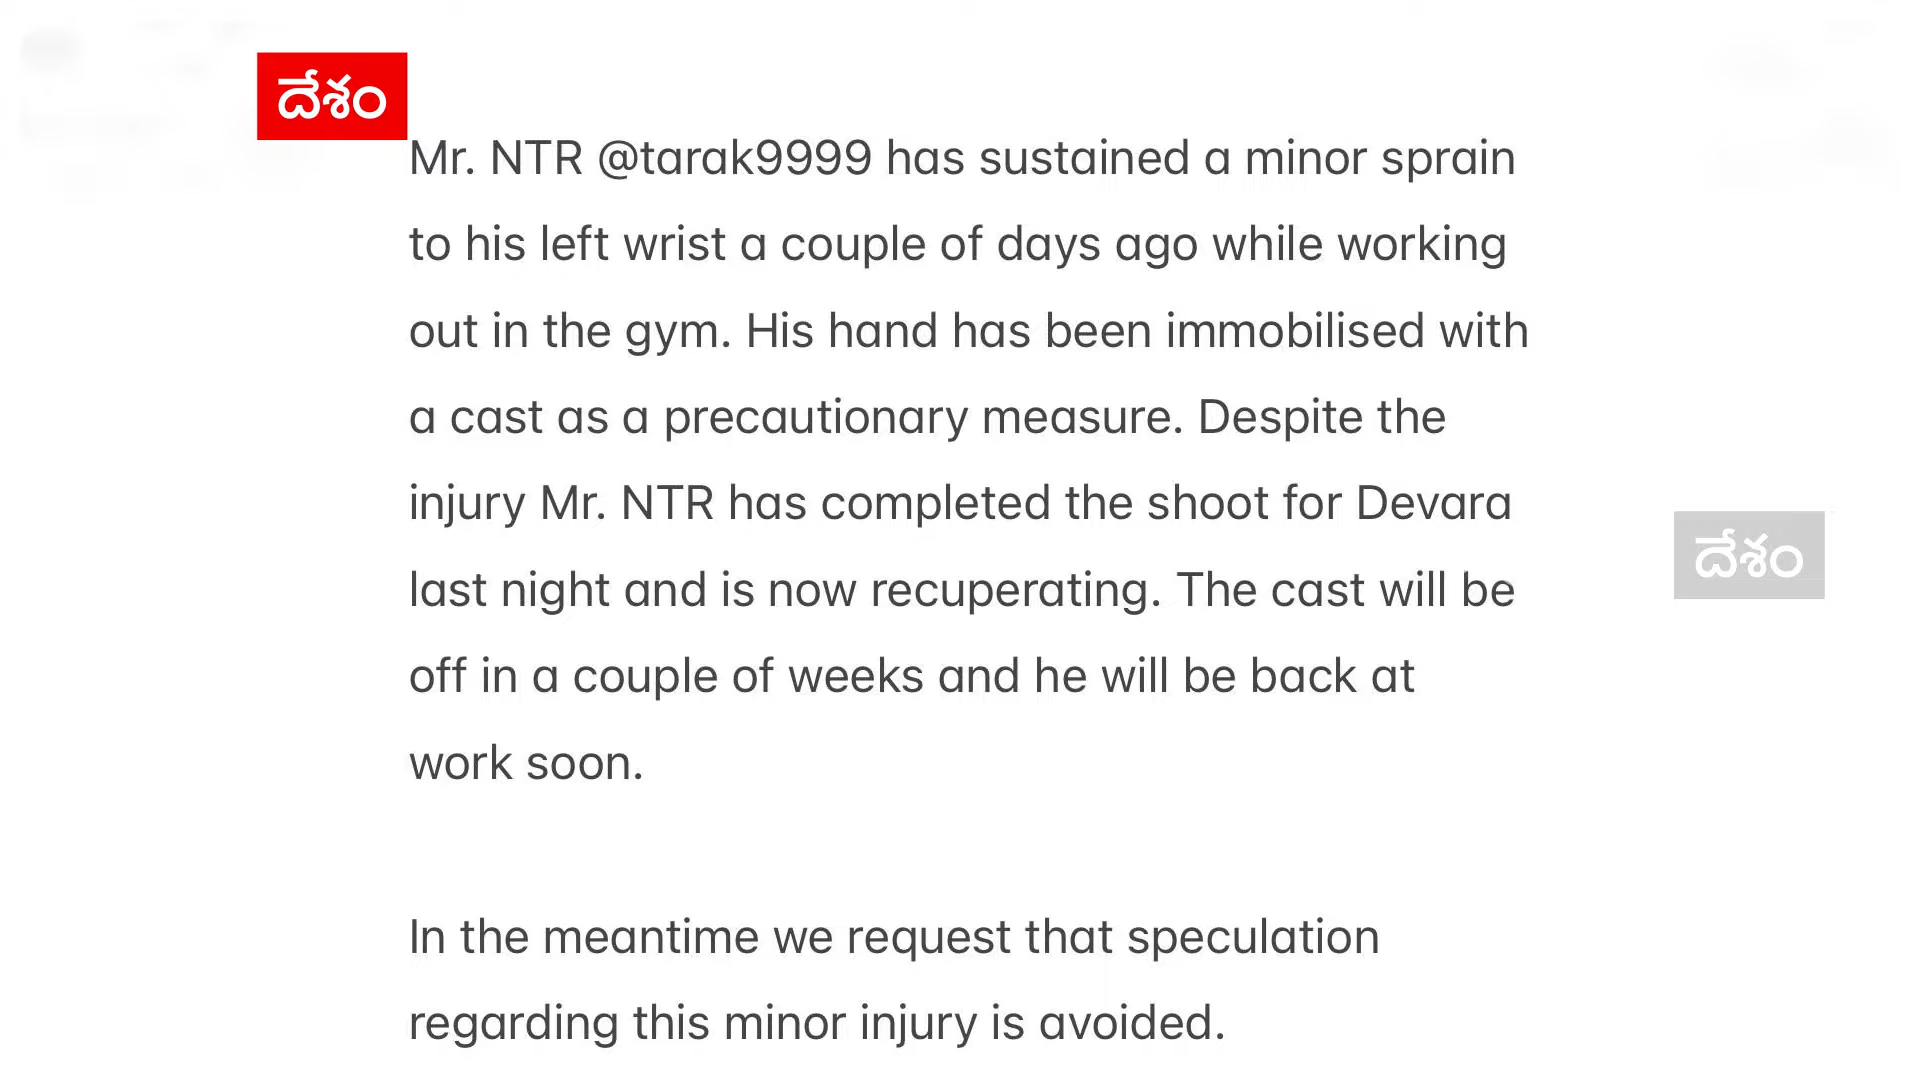 దేశం
Mr. NTR @tarak9999 has sustained a minor sprain
to his left wrist a couple of days ago while working
out in the gym. His hand has been immobilised with
a cast as a precautionary measure. Despite the
injury Mr. NTR has completed the shoot for Devara
last night and is now recuperating. The cast will be
off in a couple of weeks and he will be back at
work soon.
In the meantime we request that speculation
regarding this minor injury is avoided.
దేశం